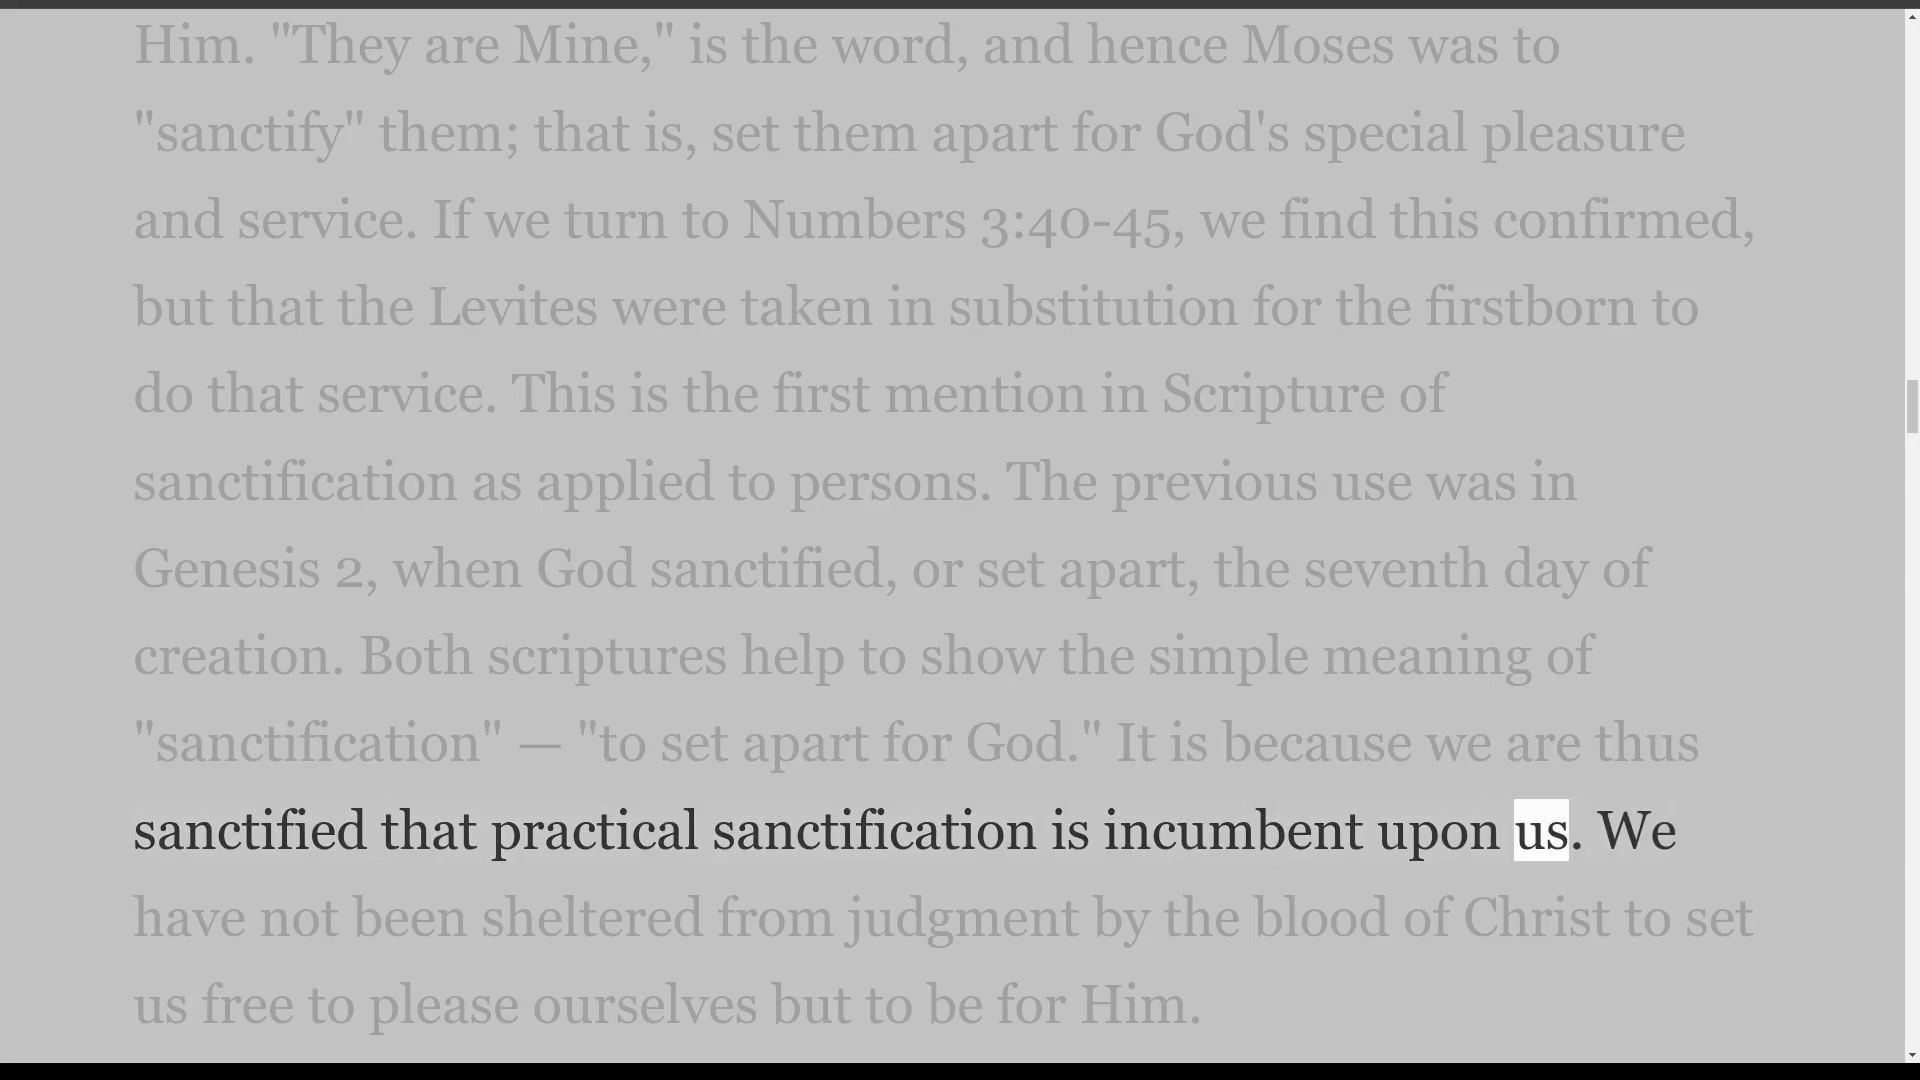 Him. "They are Mine," is the word, and hence Moses was to
"sanctify" them; that is, set them apart for God's special pleasure
and service. If we turn to Numbers 3:40-45, we find this confirmed,
but that the Levites were taken in substitution for the firstborn to
do that service. This is the first mention in Scripture of
sanctification as applied to persons. The previous use was in
Genesis 2, when God sanctified, or set apart, the seventh day of
creation. Both scriptures help to show the simple meaning of
"sanctification" — "to set apart for God." It is because we are thus
sanctified that practical sanctification is incumbent upon us. We
have not been sheltered from judgment by the blood of Christ to set
us free to please ourselves but to be for Him.